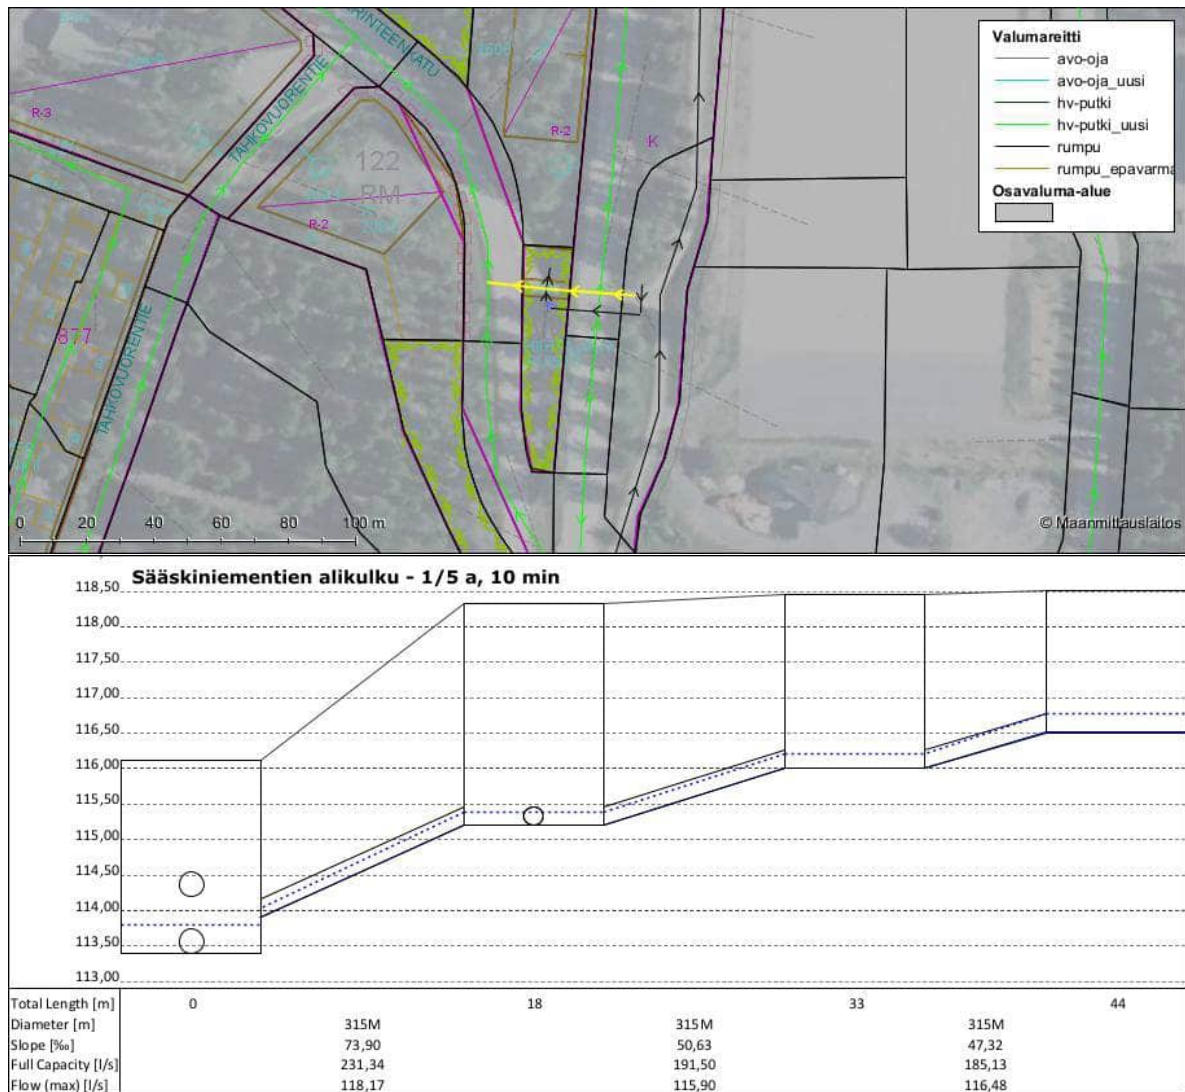 Valumareitti
avo-oja
avo-oja_uusi
hv-putki
hv-putki_uusi
rumpu
rumpu_epavarma
Osavaluma-alue
RINTEENKATU
TAHKOVUORENTIE
R-3
R-2
K
122
RM
R-2
877
TAHKOVUORENTIE
0 20 40 60 80 100 m
© Maanmittauslaitos
Sääskiniementien alikulku - 1/5 a, 10 min
118,50
118,00
117,50
117,00
116,50
116,00
115,50
115,00
114,50
114,00
113,50
113,00
Total Length [m] 0 18 33 44
Diameter [m] 315M 315M 315M
Slope [‰] 73,90 50,63 47,32
Full Capacity [l/s] 231,34 191,50 185,13
Flow (max) [l/s] 118,17 115,90 116,48